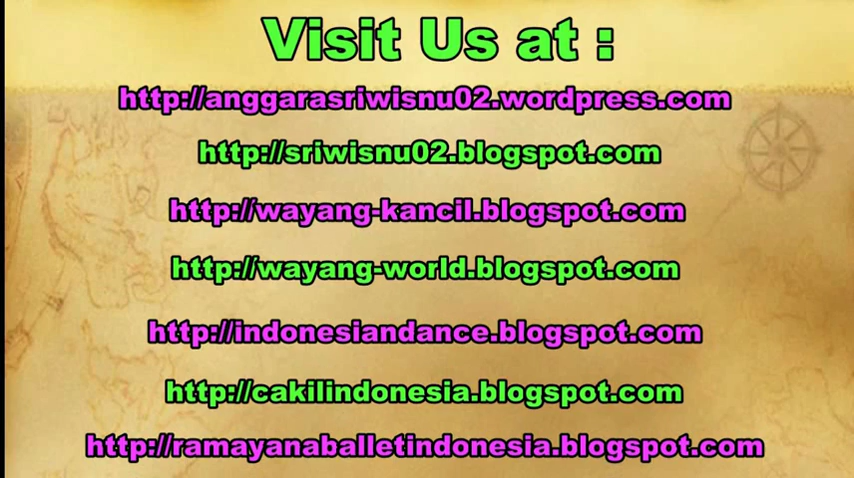 Visit Us at :
http://anggarasriwisnu02.wordpress.com
http://sriwisnu02.blogspot.com
http://wayang-kancil.blogspot.com
http://wayang-world.blogspot.com
http://indonesiandance.blogspot.com
http://cakilindonesia.blogspot.com
http://ramayanaballetindonesia.blogspot.com